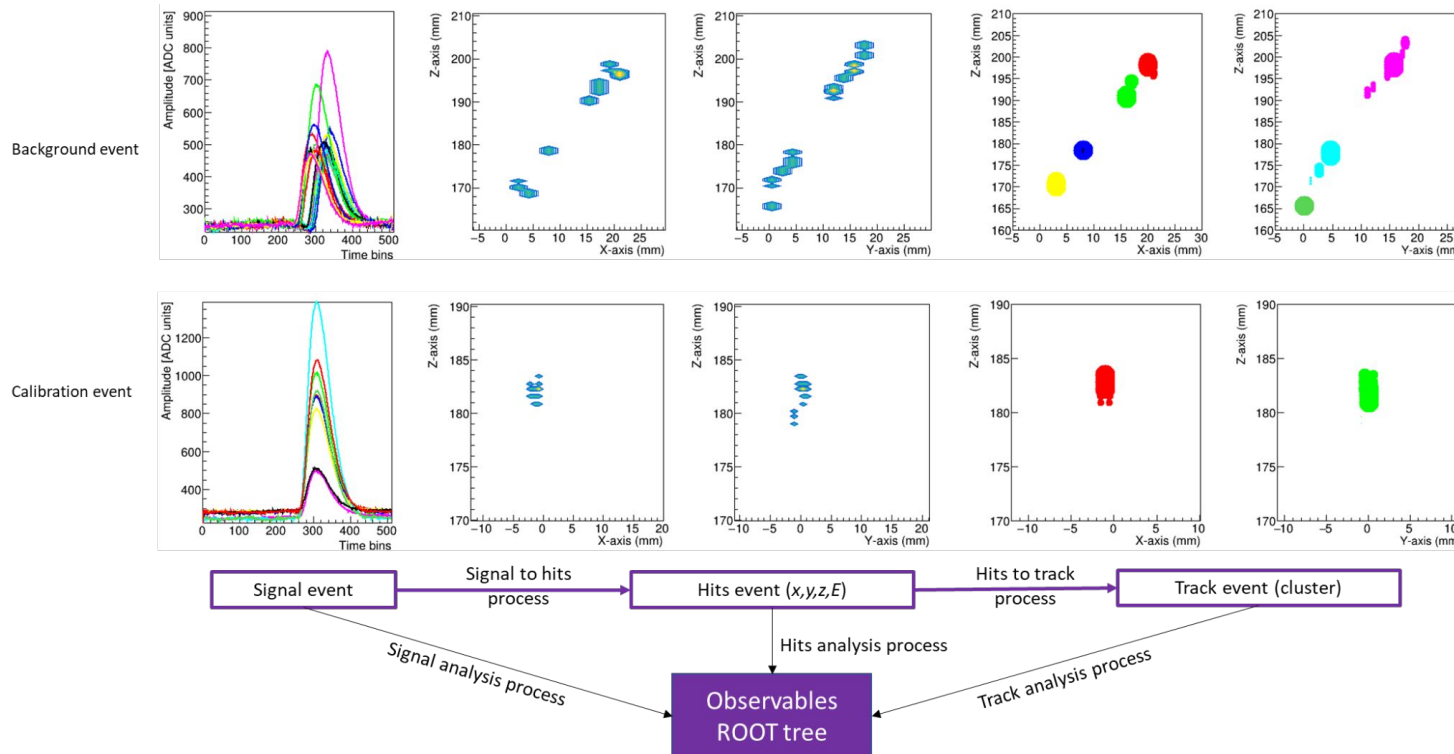 Background event
Amplitude [ADC units]
900
800
700
600
500
400
300
0 100 200 300 400 500
Time bins
Z-axis (mm)
210
200
190
180
170
−5 0 5 10 15 20 25
X-axis (mm)
Z-axis (mm)
210
200
190
180
170
−5 0 5 10 15 20 25
Y-axis (mm)
Z-axis (mm)
210
205
200
195
190
185
180
175
170
165
160
−5 0 5 10 15 20 25 30
X-axis (mm)
Z-axis (mm)
210
205
200
195
190
185
180
175
170
165
160
−5 0 5 10 15 20 25
Y-axis (mm)
Calibration event
Amplitude [ADC units]
1200
1000
800
600
400
0 100 200 300 400 500
Time bins
Z-axis (mm)
190
185
180
175
170
−10 −5 0 5 10 15 20
X-axis (mm)
Z-axis (mm)
190
185
180
175
170
−10 −5 0 5 10 15 20
Y-axis (mm)
Z-axis (mm)
190
185
180
175
170
−10 −5 0 5 10
X-axis (mm)
Z-axis (mm)
190
185
180
175
170
−10 −5 0 5 10
Y-axis (mm)
Signal event
Signal to hits
process
Hits event (x,y,z,E)
Hits to track
process
Track event (cluster)
Signal analysis process
Hits analysis process
Track analysis process
Observables
ROOT tree